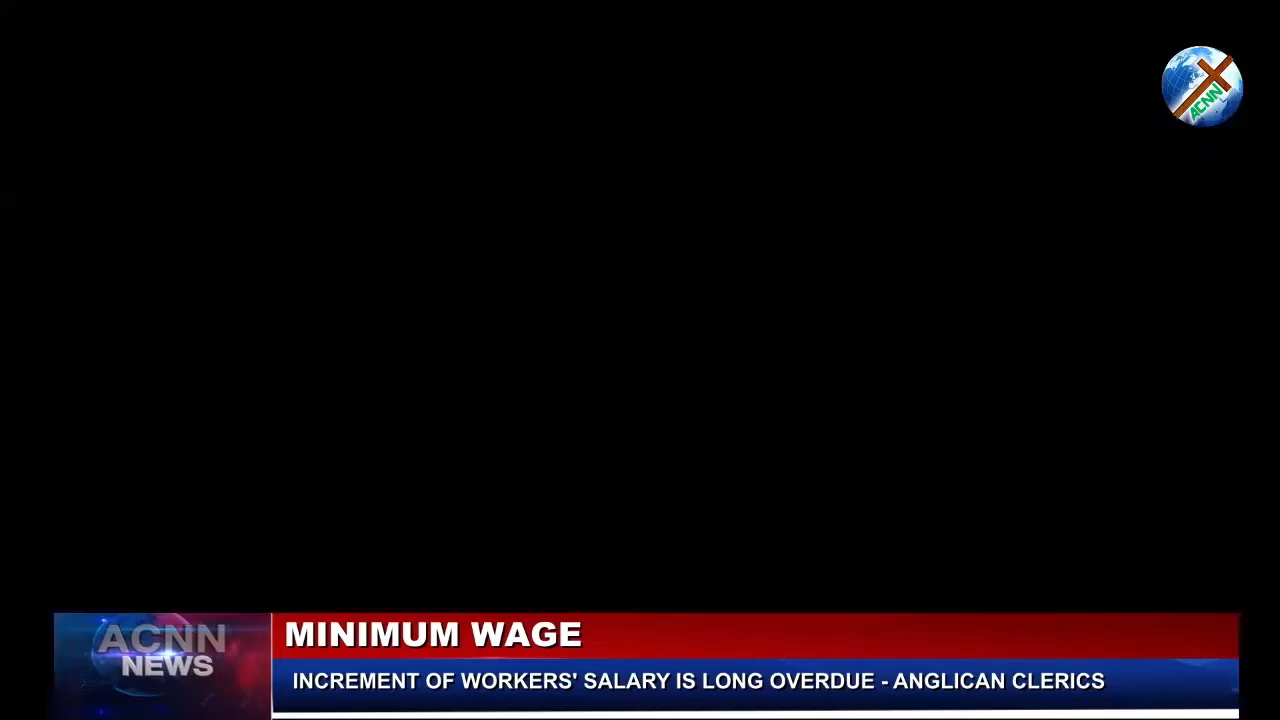 ACNN
ACNN
NEWS
MINIMUM WAGE
INCREMENT OF WORKERS' SALARY IS LONG OVERDUE - ANGLICAN CLERICS